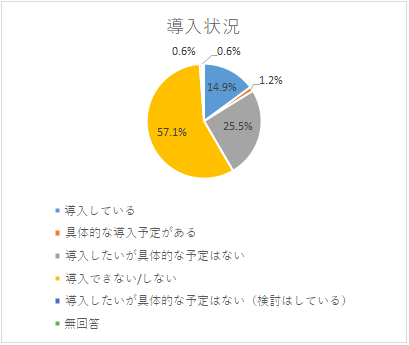 導入状況
0.6%
0.6%
14.9%
1.2%
25.5%
57.1%
導入している
具体的な導入予定がある
導入したいが具体的な予定はない
導入できない/しない
導入したいが具体的な予定はない（検討はしている）
無回答